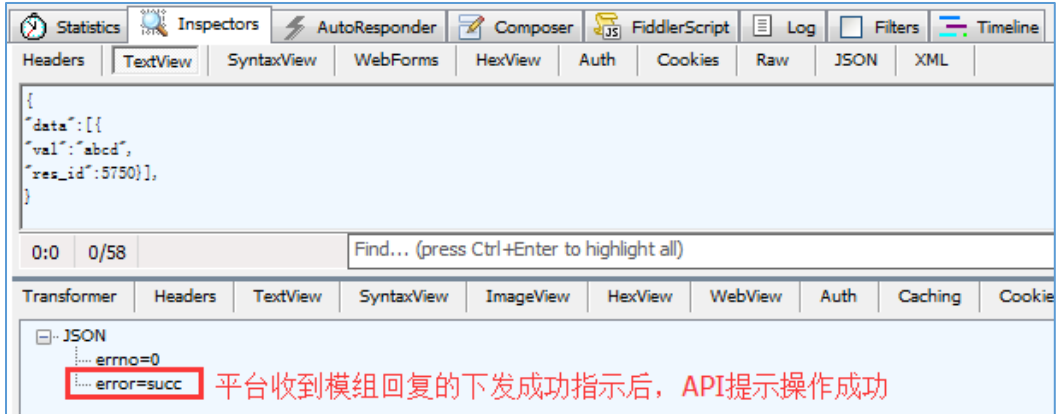 Statistics Inspectors AutoResponder Composer FiddlerScript Log Filters Timeline
Headers TextView SyntaxView WebForms HexView Auth Cookies Raw JSON XML
{
"data":[{
"val":"abcd",
"res_id":5750}],
}
0:0 0/58 Find... (press Ctrl+Enter to highlight all)
Transformer Headers TextView SyntaxView ImageView HexView WebView Auth Caching Cookie
JSON
errno=0
error=succ 平台收到模组回复的下发成功指示后，API提示操作成功